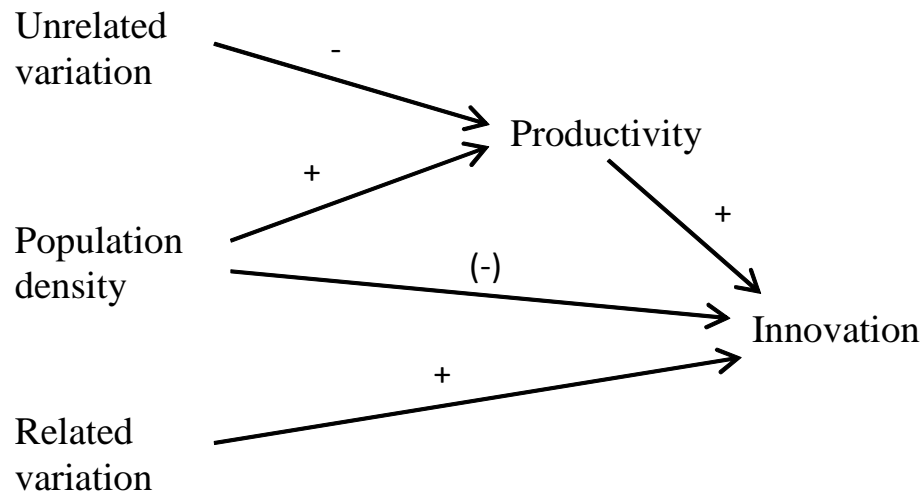 Unrelated
variation
-
Productivity
+
+
Population
density
(-)
Innovation
+
Related
variation